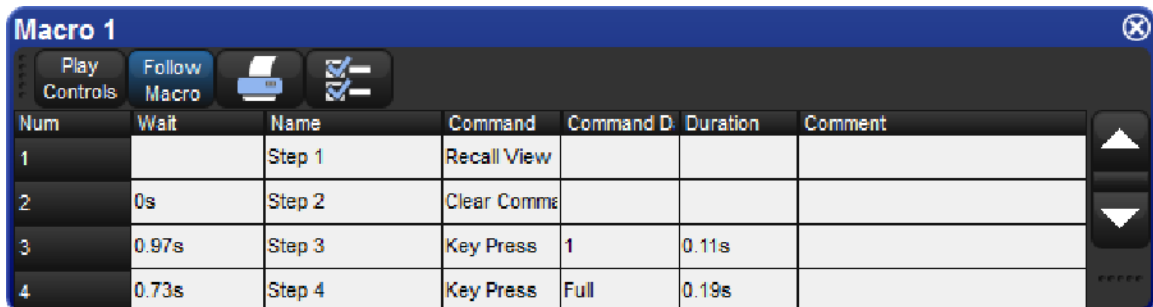 Macro 1
Play Controls Follow Macro
Num Wait Name Command Command D Duration Comment
1 Step 1 Recall View
2 0s Step 2 Clear Comma
3 0.97s Step 3 Key Press 1 0.11s
4 0.73s Step 4 Key Press Full 0.19s